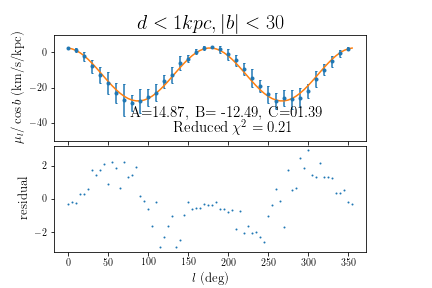 d < 1kpc, |b| < 30
μ_l / cos b (km/s/kpc)
0
−20
−40
A=14.87, B= -12.49, C=01.39
Reduced χ² = 0.21
residual
2
0
−2
0 50 100 150 200 250 300 350
l (deg)